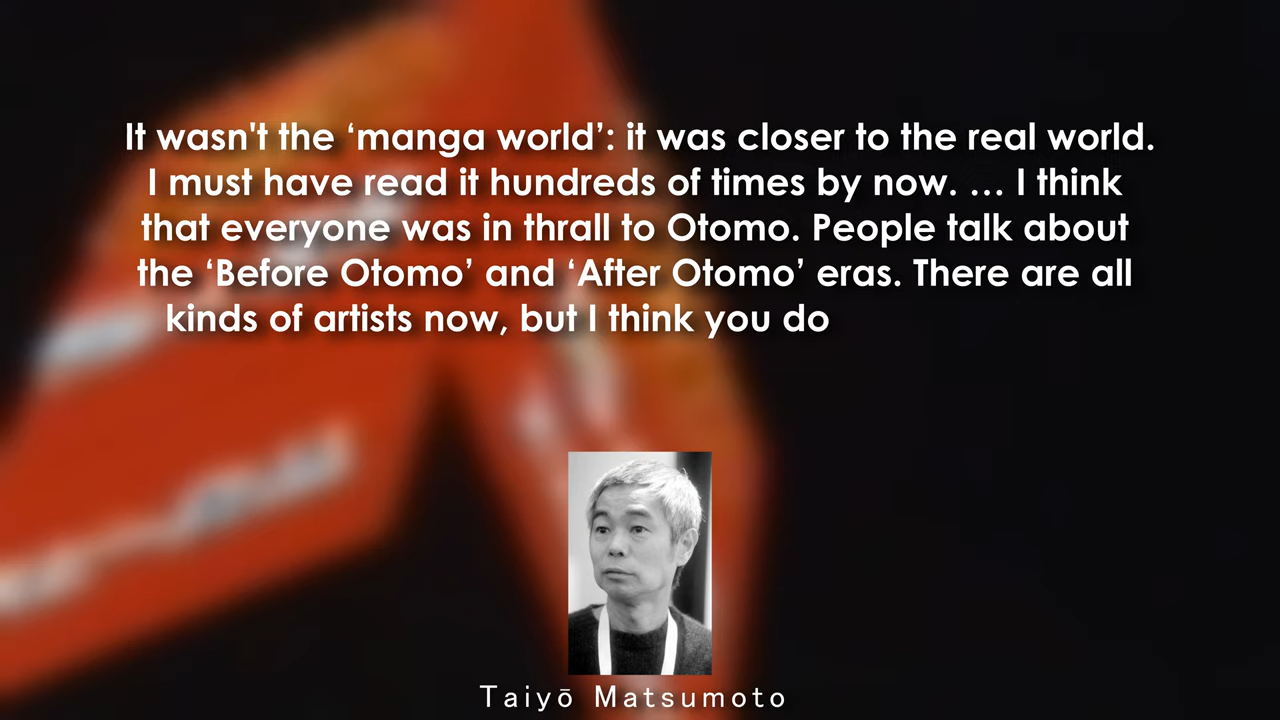 It wasn't the ‘manga world’: it was closer to the real world.
I must have read it hundreds of times by now. … I think
that everyone was in thrall to Otomo. People talk about
the ‘Before Otomo’ and ‘After Otomo’ eras. There are all
kinds of artists now, but I think you do
Taiyō Matsumoto